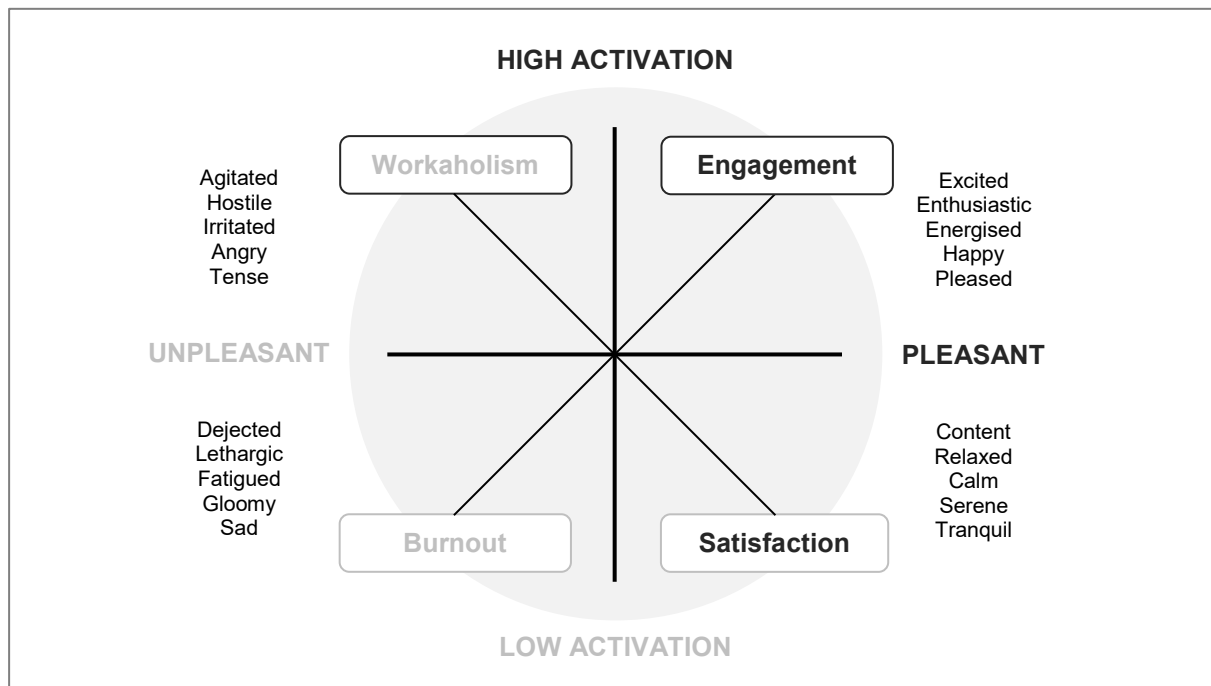 HIGH ACTIVATION
Workaholism
Engagement
Agitated
Hostile
Irritated
Angry
Tense
Excited
Enthusiastic
Energised
Happy
Pleased
UNPLEASANT
PLEASANT
Dejected
Lethargic
Fatigued
Gloomy
Sad
Content
Relaxed
Calm
Serene
Tranquil
Burnout
Satisfaction
LOW ACTIVATION